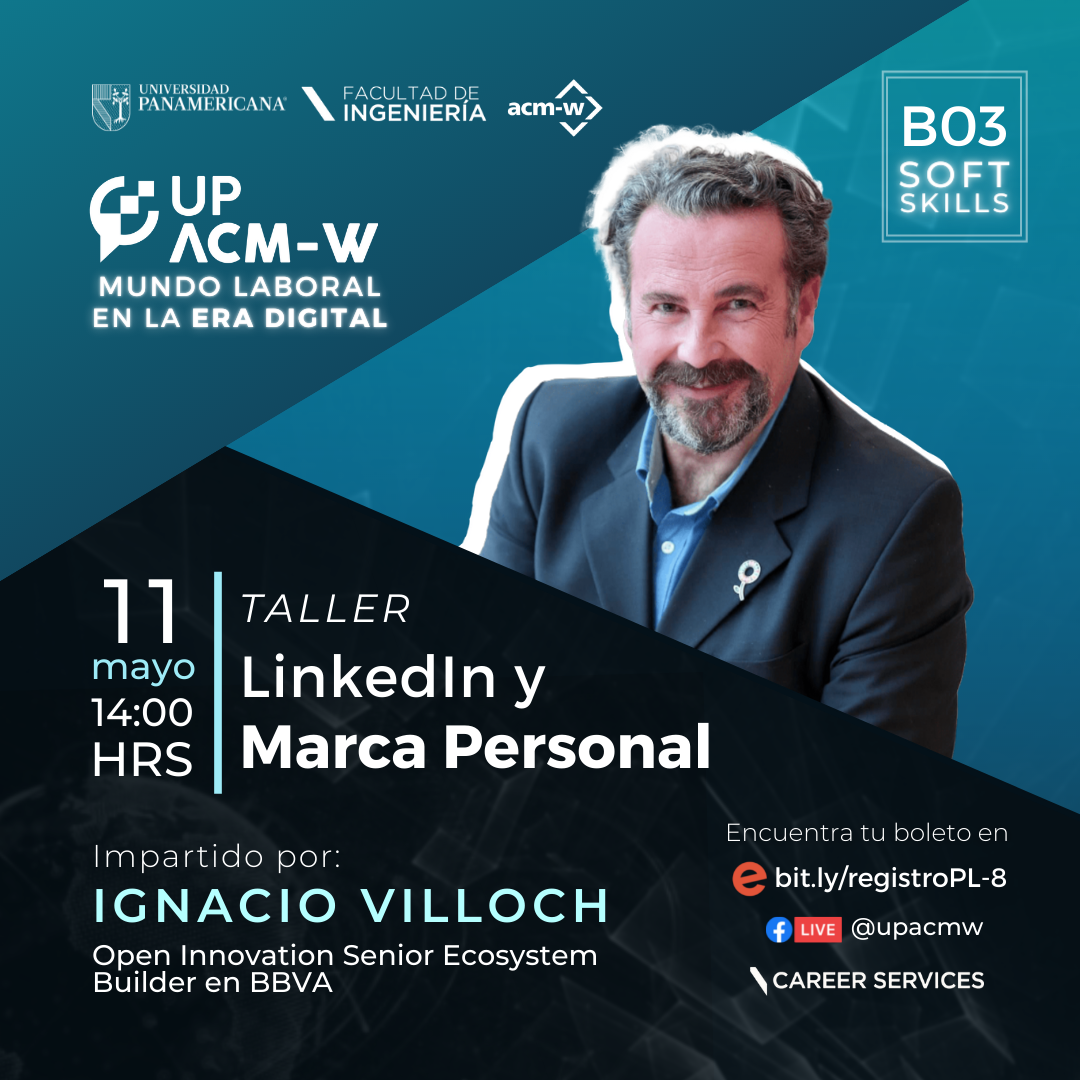 UNIVERSIDAD
PANAMERICANA®
FACULTAD DE
INGENIERÍA
acm-w
B03
SOFT
SKILLS
UP
ACM-W
MUNDO LABORAL
EN LA ERA DIGITAL
11
mayo
14:00
HRS
TALLER
LinkedIn y
Marca Personal
Impartido por:
IGNACIO VILLOCH
Open Innovation Senior Ecosystem
Builder en BBVA
Encuentra tu boleto en
e bit.ly/registroPL-8
f LIVE @upacmw
CAREER SERVICES